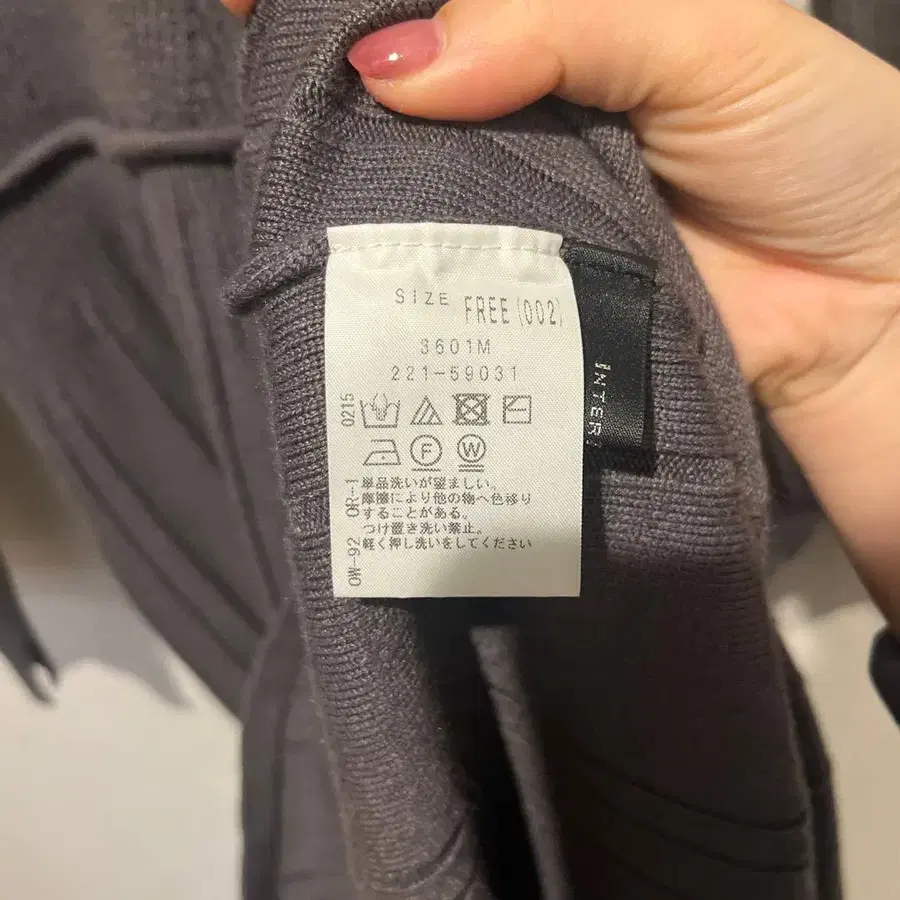 SIZE FREE(002)
3601M
221-59031
0215
F W
単品洗いが望ましい。
摩擦により他の物へ色移り
することがある。
つけ置き洗い禁止。
軽く押し洗いをしてください
OW-92 OR-1
INTER